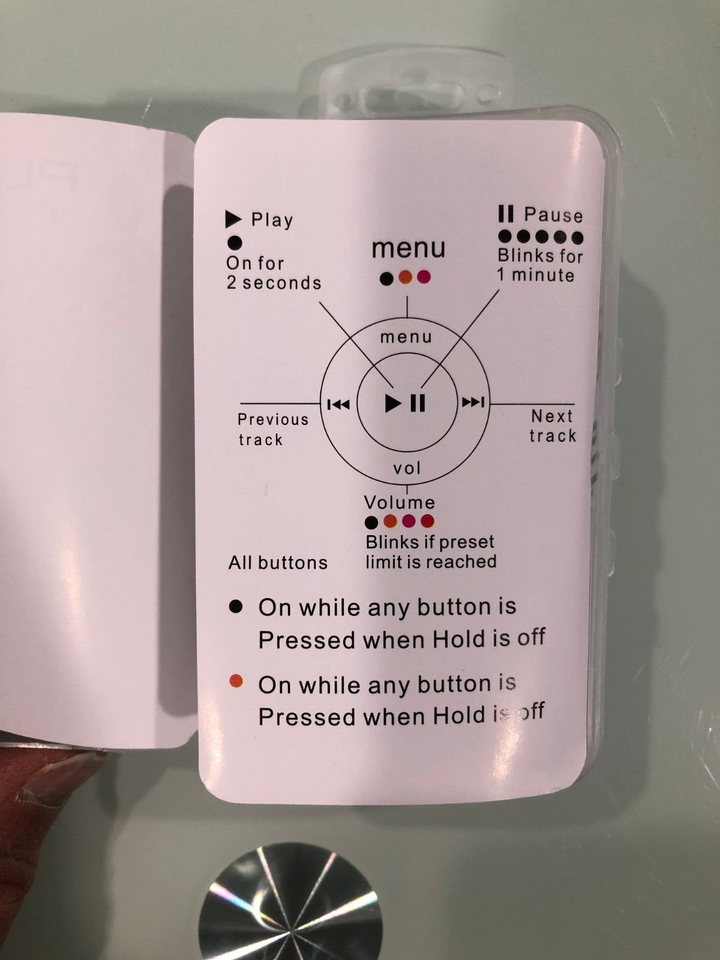 Play
On for
2 seconds
menu
Pause
Blinks for
1 minute
menu
Previous
track
Next
track
vol
Volume
Blinks if preset
limit is reached
All buttons
On while any button is
Pressed when Hold is off
On while any button is
Pressed when Hold is off